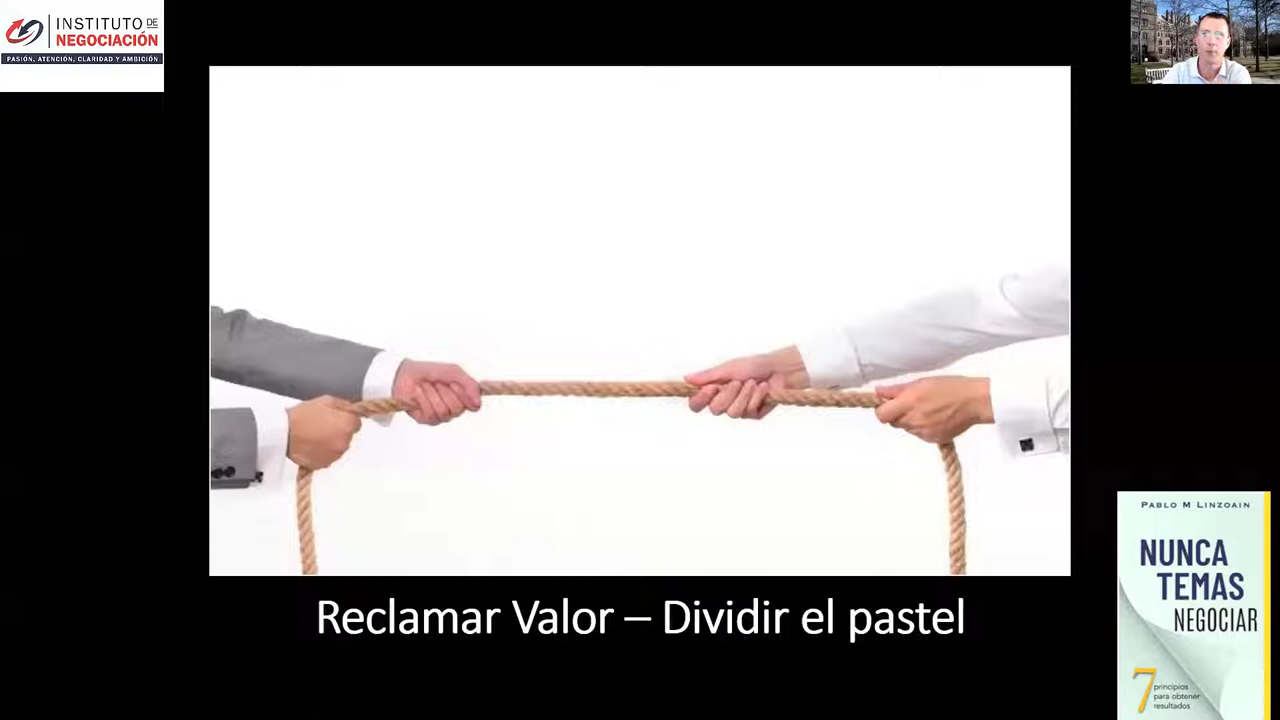 INSTITUTO DE
NEGOCIACIÓN
PASIÓN, ATENCIÓN, CLARIDAD Y AMBICIÓN
Reclamar Valor – Dividir el pastel
PABLO M LINZOAIN
NUNCA
TEMAS
NEGOCIAR
7 principios
para obtener
resultados